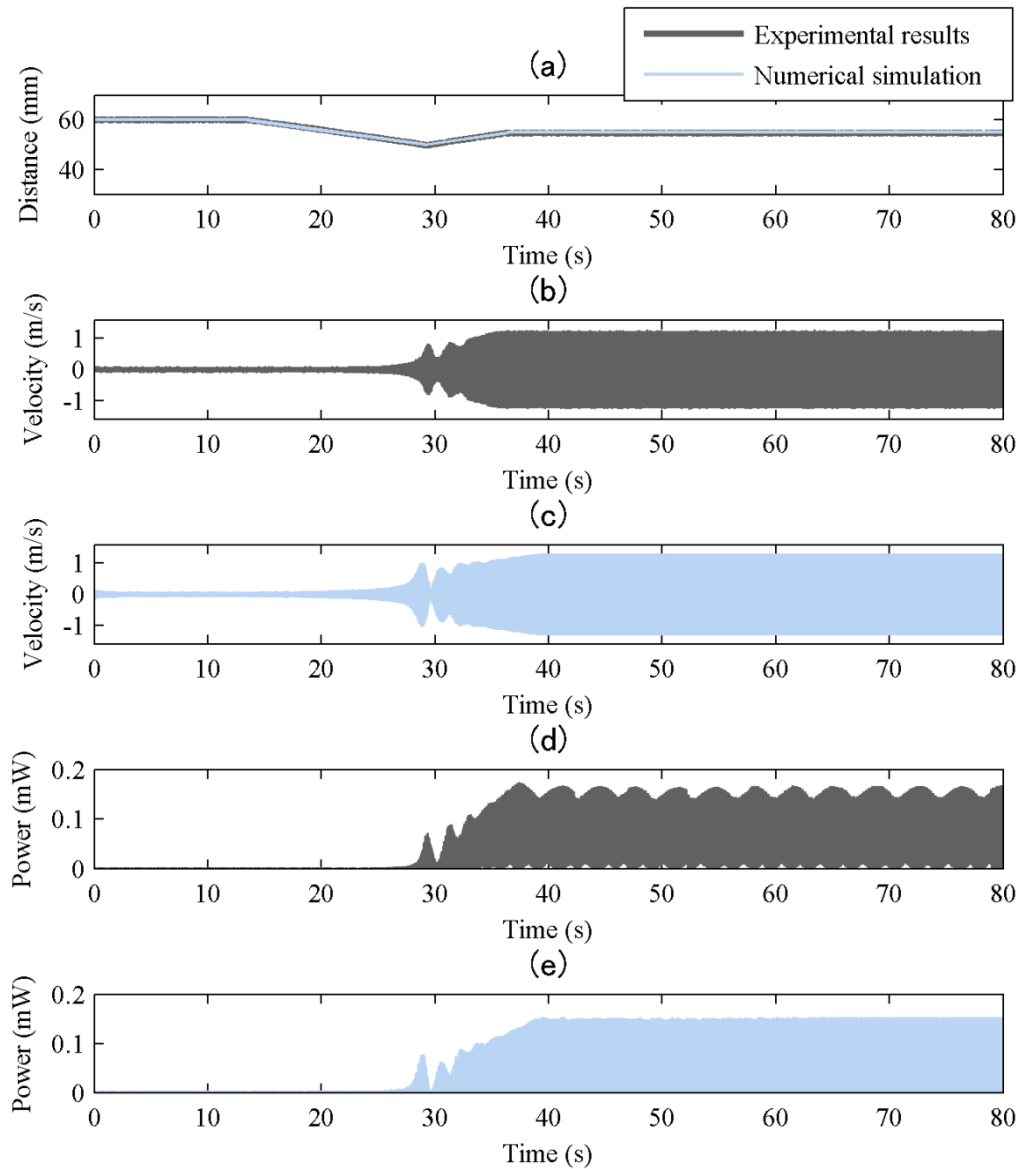 Experimental results
Numerical simulation
(a)
Distance (mm)
60
40
0 10 20 30 40 50 60 70 80
Time (s)
(b)
Velocity (m/s)
1
0
-1
0 10 20 30 40 50 60 70 80
Time (s)
(c)
Velocity (m/s)
1
0
-1
0 10 20 30 40 50 60 70 80
Time (s)
(d)
Power (mW)
0.2
0.1
0
0 10 20 30 40 50 60 70 80
Time (s)
(e)
Power (mW)
0.2
0.1
0
0 10 20 30 40 50 60 70 80
Time (s)